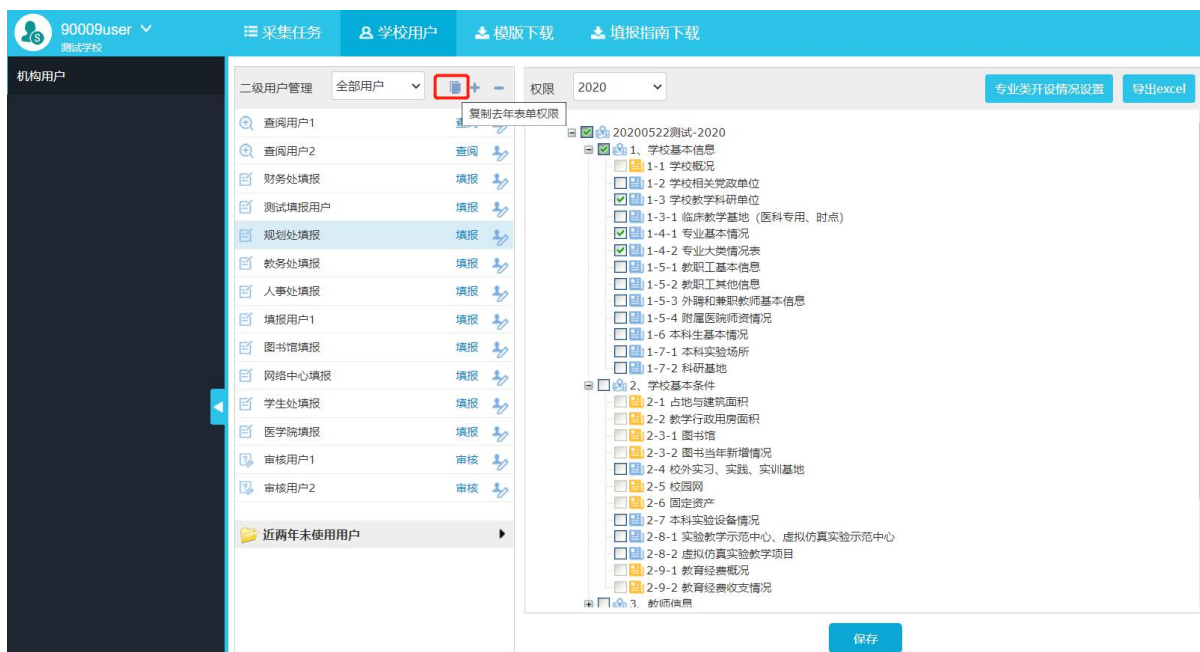 90009user
测试学校
采集任务
学校用户
模版下载
填报指南下载
机构用户
二级用户管理
全部用户
权限
2020
专业类开设情况设置
导出excel
复制去年表单权限
查阅用户1
查阅用户2 查阅
财务处填报 填报
测试填报用户 填报
规划处填报 填报
教务处填报 填报
人事处填报 填报
填报用户1 填报
图书馆填报 填报
网络中心填报 填报
学生处填报 填报
医学院填报 填报
审核用户1 审核
审核用户2 审核
近两年未使用用户
20200522测试-2020
1、学校基本信息
1-1 学校概况
1-2 学校相关党政单位
1-3 学校教学科研单位
1-3-1 临床教学基地（医科专用、时点）
1-4-1 专业基本情况
1-4-2 专业大类情况表
1-5-1 教职工基本信息
1-5-2 教职工其他信息
1-5-3 外聘和兼职教师基本信息
1-5-4 附属医院师资情况
1-6 本科生基本情况
1-7-1 本科实验场所
1-7-2 科研基地
2、学校基本条件
2-1 占地与建筑面积
2-2 教学行政用房面积
2-3-1 图书馆
2-3-2 图书当年新增情况
2-4 校外实习、实践、实训基地
2-5 校园网
2-6 固定资产
2-7 本科实验设备情况
2-8-1 实验教学示范中心、虚拟仿真实验示范中心
2-8-2 虚拟仿真实验教学项目
2-9-1 教育经费概况
2-9-2 教育经费收支情况
3、教师信息
保存